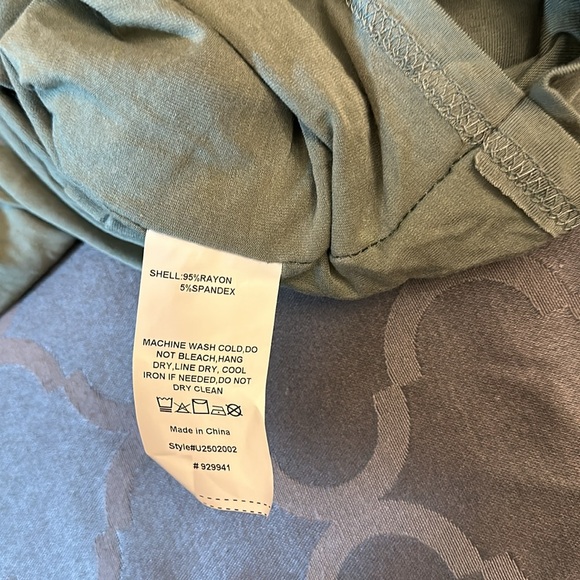 SHELL:95%RAYON
5%SPANDEX
MACHINE WASH COLD,DO
NOT BLEACH,HANG
DRY,LINE DRY, COOL
IRON IF NEEDED,DO NOT
DRY CLEAN
Made in China
Style#U2502002
# 929941